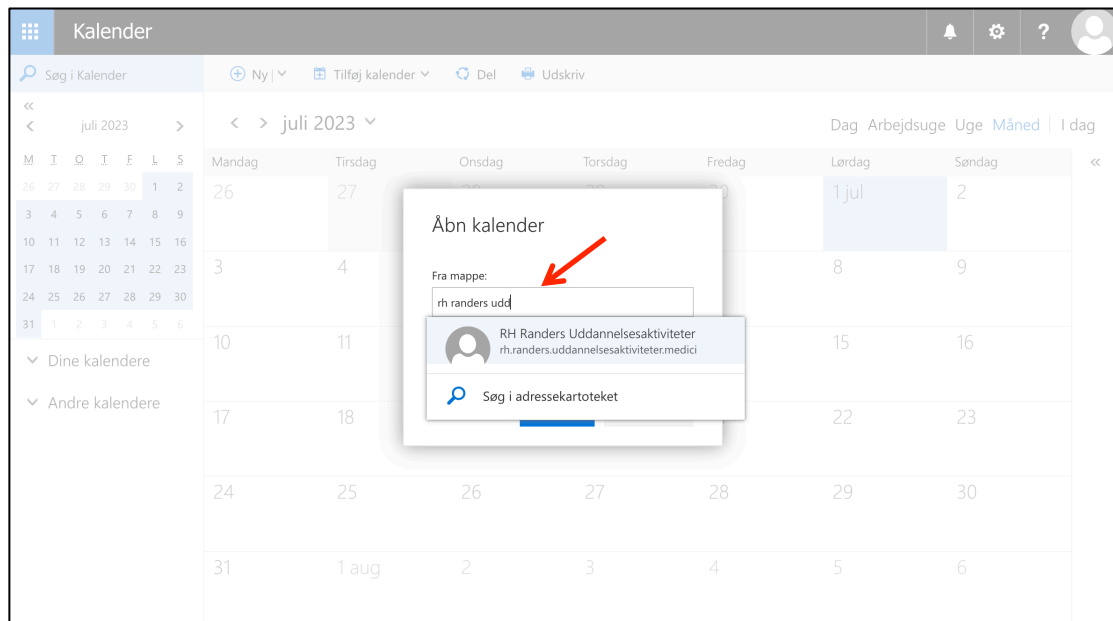 Kalender
?
Søg i Kalender
Ny
Tilføj kalender
Del
Udskriv
juli 2023
M T O T F L S
26 27 28 29 30 1 2
3 4 5 6 7 8 9
10 11 12 13 14 15 16
17 18 19 20 21 22 23
24 25 26 27 28 29 30
31 1 2 3 4 5 6
Dine kalendere
Andre kalendere
juli 2023
Dag Arbejdsuge Uge Måned I dag
Mandag Tirsdag Onsdag Torsdag Fredag Lørdag Søndag
26 27 1 jul 2
3 4 8 9
10 11 15 16
17 18 22 23
24 25 26 27 28 29 30
31 1 aug 2 3 4 5 6
Åbn kalender
Fra mappe:
rh randers udd
RH Randers Uddannelsesaktiviteter
rh.randers.uddannelsesaktiviteter.medici
Søg i adressekartoteket